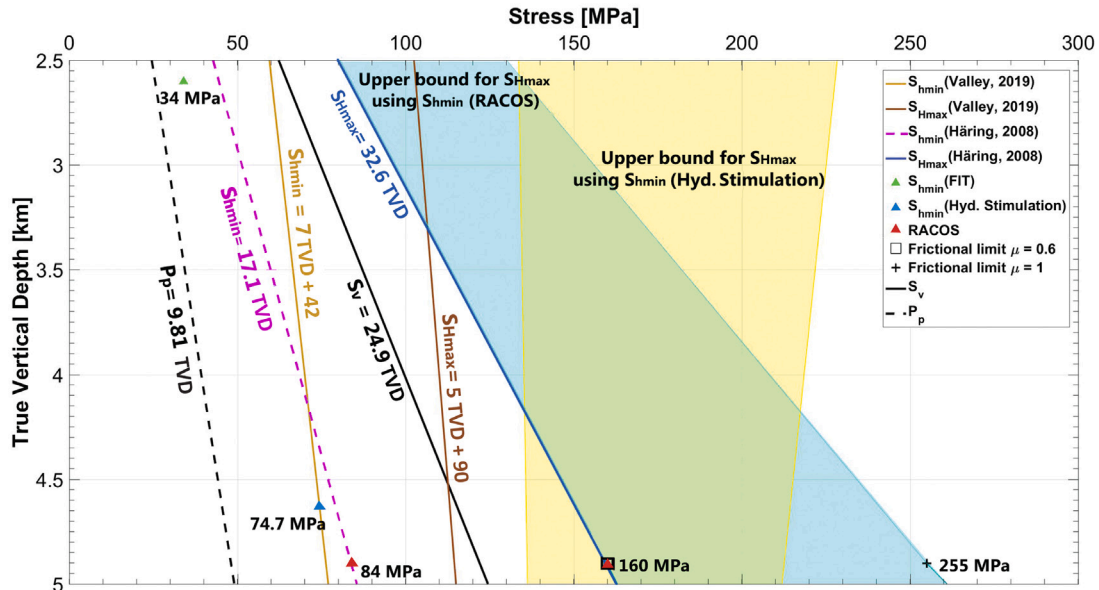 Stress [MPa]
0 50 100 150 200 250 300
True Vertical Depth [km]
2.5
3
3.5
4
4.5
5
34 MPa
Upper bound for SHmax
using Shmin (RACOS)
Upper bound for SHmax
using Shmin (Hyd. Stimulation)
Pp= 9.81 TVD
Shmin= 17.1 TVD
Shmin = 7 TVD + 42
Sv = 24.9 TVD
SHmax= 32.6 TVD
SHmax= 5 TVD + 90
74.7 MPa
84 MPa
160 MPa
255 MPa
Shmin(Valley, 2019)
SHmax(Valley, 2019)
Shmin(Häring, 2008)
SHmax(Häring, 2008)
Shmin(FIT)
Shmin(Hyd. Stimulation)
RACOS
Frictional limit μ = 0.6
Frictional limit μ = 1
Sv
Pp